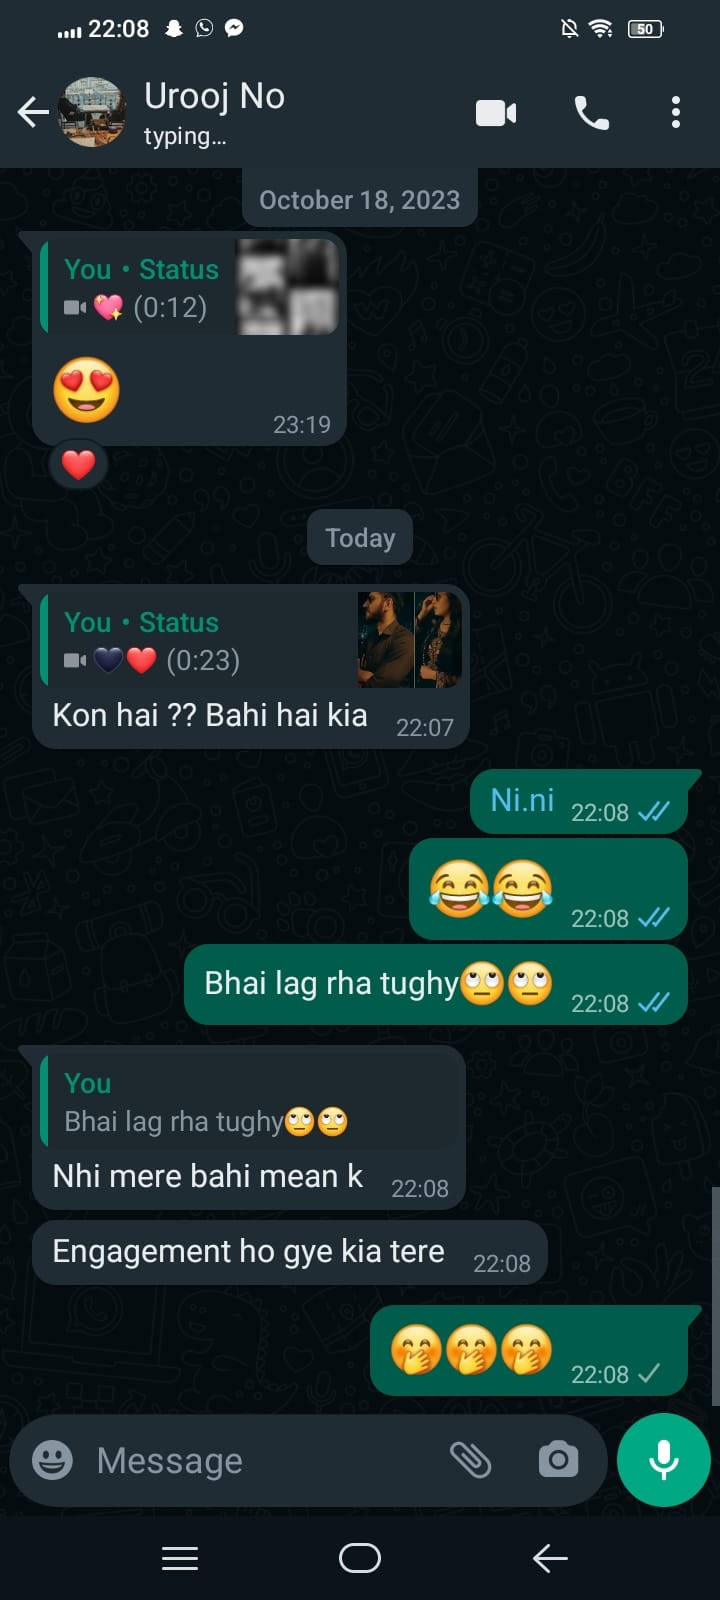 22:08
50
Urooj No
typing...
October 18, 2023
You • Status
💖 (0:12)
😍
23:19
❤️
Today
You • Status
🖤❤️ (0:23)
Kon hai ?? Bahi hai kia 22:07
Ni.ni 22:08
😂😂
22:08
Bhai lag rha tughy🙄🙄 22:08
You
Bhai lag rha tughy🙄🙄
Nhi mere bahi mean k 22:08
Engagement ho gye kia tere 22:08
🤭🤭🤭 22:08
Message